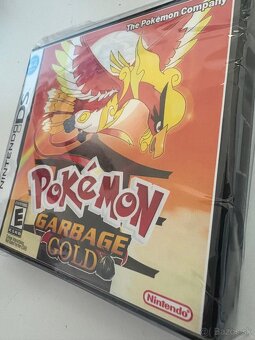 The Pokémon Company
NINTENDO DS
POKéMON
GARBAGE
GOLD
E
Nintendo